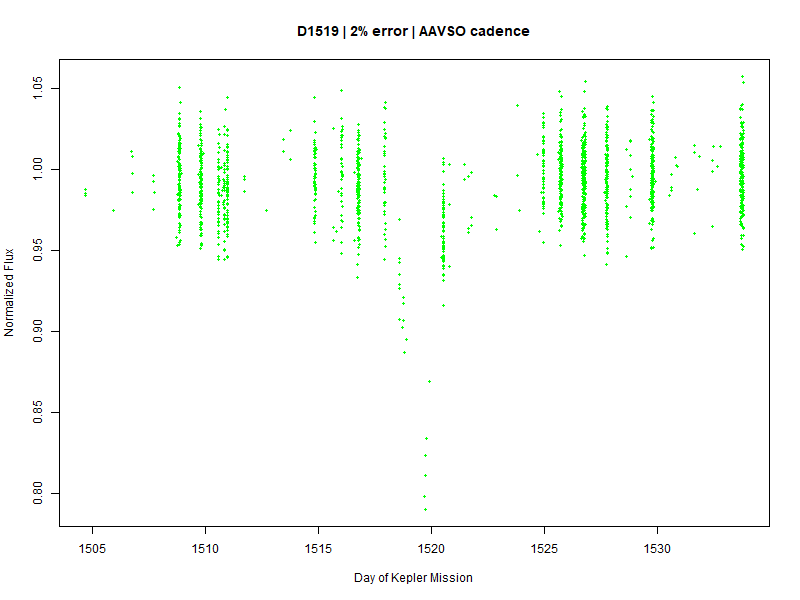 D1519 | 2% error | AAVSO cadence
1.05
1.00
0.95
0.90
0.85
0.80
Normalized Flux
1505 1510 1515 1520 1525 1530
Day of Kepler Mission